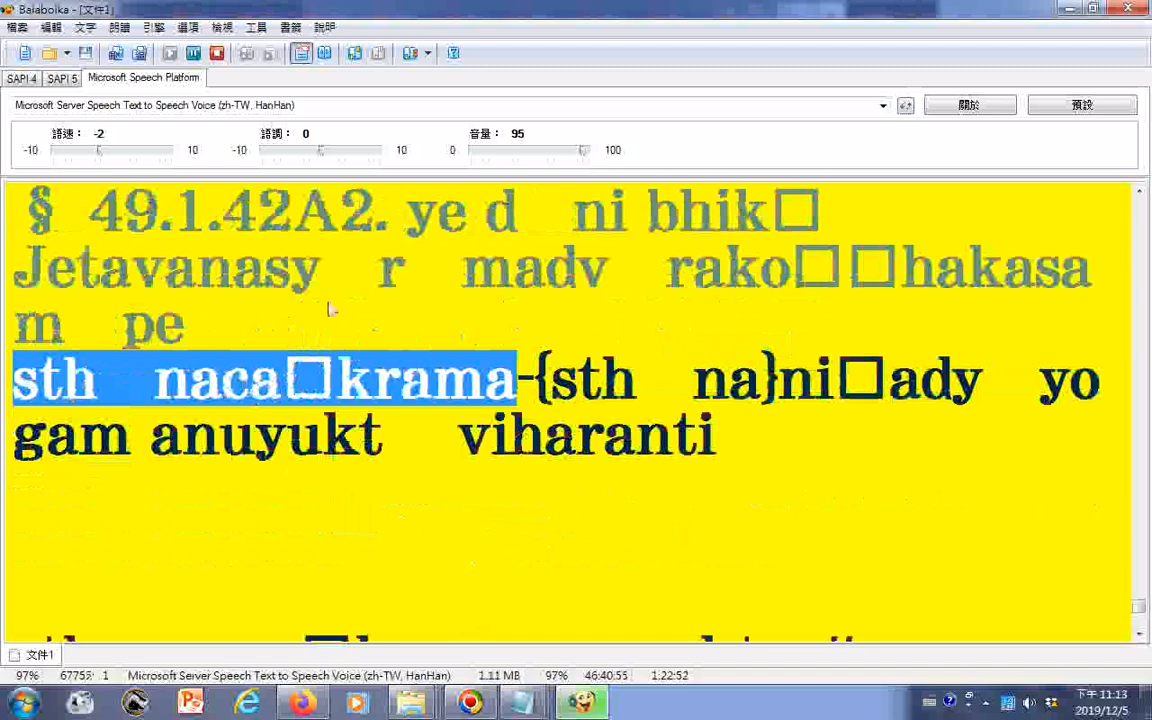 Balabolka - [文件1]
檔案 編輯 文字 朗讀 引擎 選項 檢視 工具 書籤 說明
SAPI 4 SAPI 5 Microsoft Speech Platform
Microsoft Server Speech Text to Speech Voice (zh-TW, HanHan) 關於 預設
語速： -2 語調： 0 音量： 95
-10 10 -10 10 0 100
§ 49.1.42A2. ye d ni bhik□
Jetavanasy r madv rako□□hakasa
m pe
sth naca□krama-{sth na}ni□ady yo
gam anuyukt viharanti
文件1
97% 1 Microsoft Server Speech Text to Speech Voice (zh-TW, HanHan) 1.11 MB 97% 46:40:55 1:22:52
下午 11:13
2019/12/5